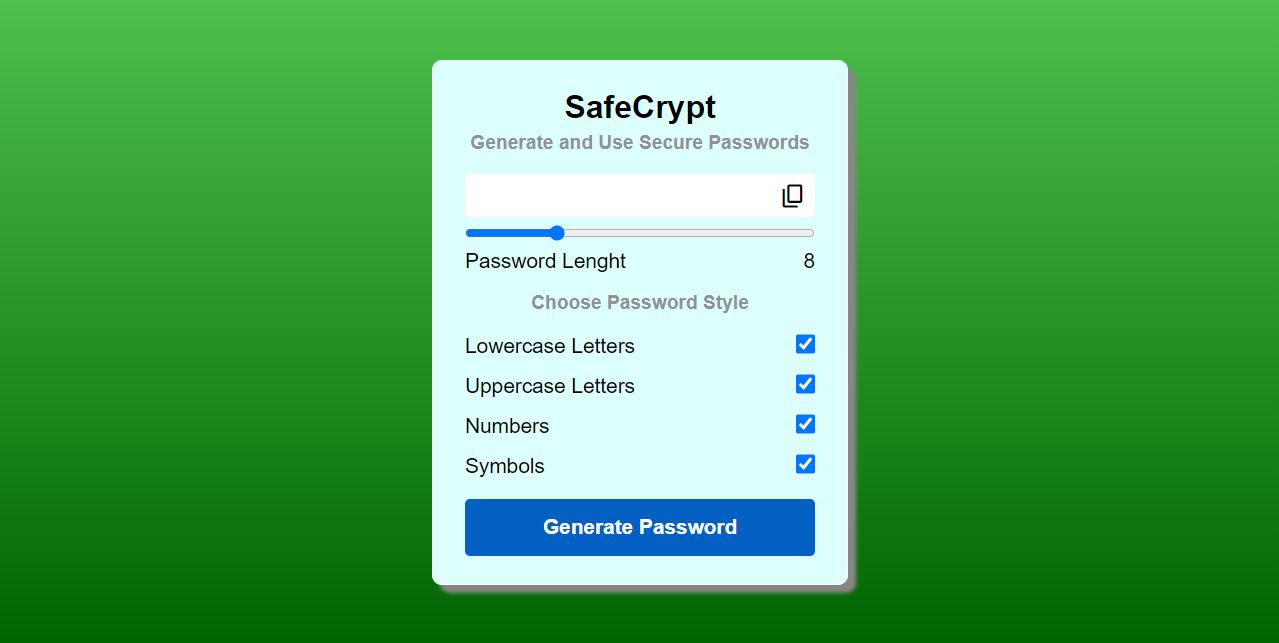 SafeCrypt
Generate and Use Secure Passwords
Password Lenght 8
Choose Password Style
Lowercase Letters
Uppercase Letters
Numbers
Symbols
Generate Password